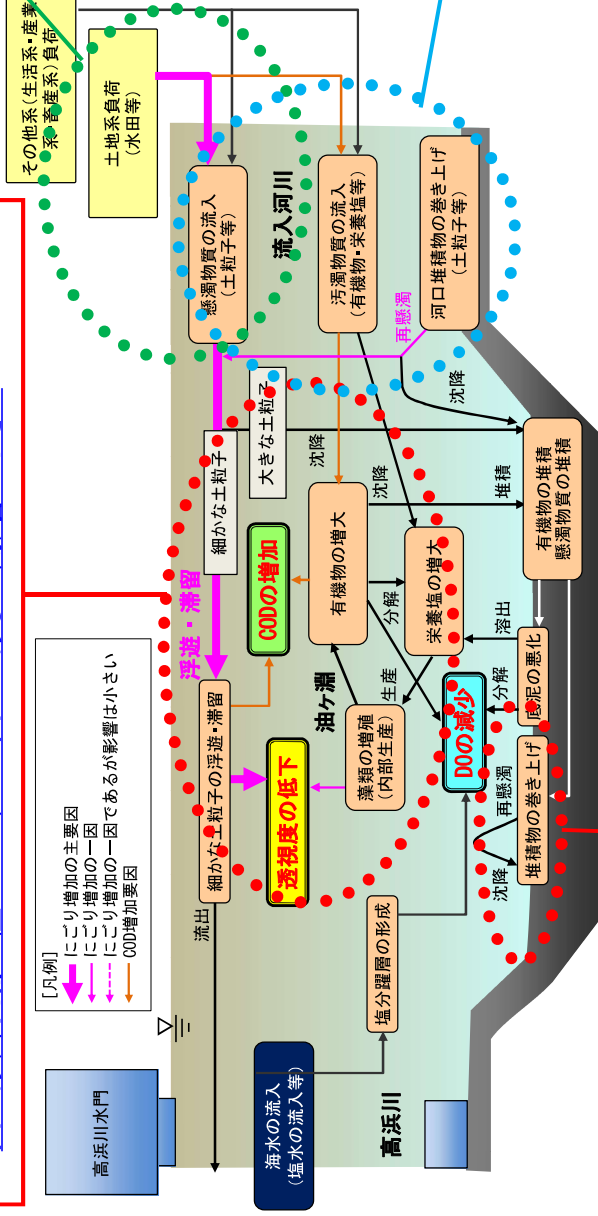 その他系(生活系・産業
系・畜産系)負荷
土地系負荷
(水田等)
懸濁物質の流入
(土粒子等)
流入河川
汚濁物質の流入
(有機物・栄養塩等)
河口堆積物の巻き上げ
(土粒子等)
再懸濁
沈降
細かな土粒子
大きな土粒子
沈降
沈降
堆積
有機物の堆積
懸濁物質の堆積
浮遊・滞留
CODの増加
有機物の増大
分解
栄養塩の増大
溶出
油ヶ淵
生産
分解
底泥の悪化
細かな土粒子の浮遊・滞留
透視度の低下
藻類の増殖
(内部生産)
DOの減少
再懸濁
沈降
堆積物の巻き上げ
[凡例]
にごり増加の主要因
にごり増加の一因
にごり増加の一因であるが影響は小さい
COD増加要因
流出
塩分躍層の形成
高浜川水門
海水の流入
(塩水の流入等)
高浜川